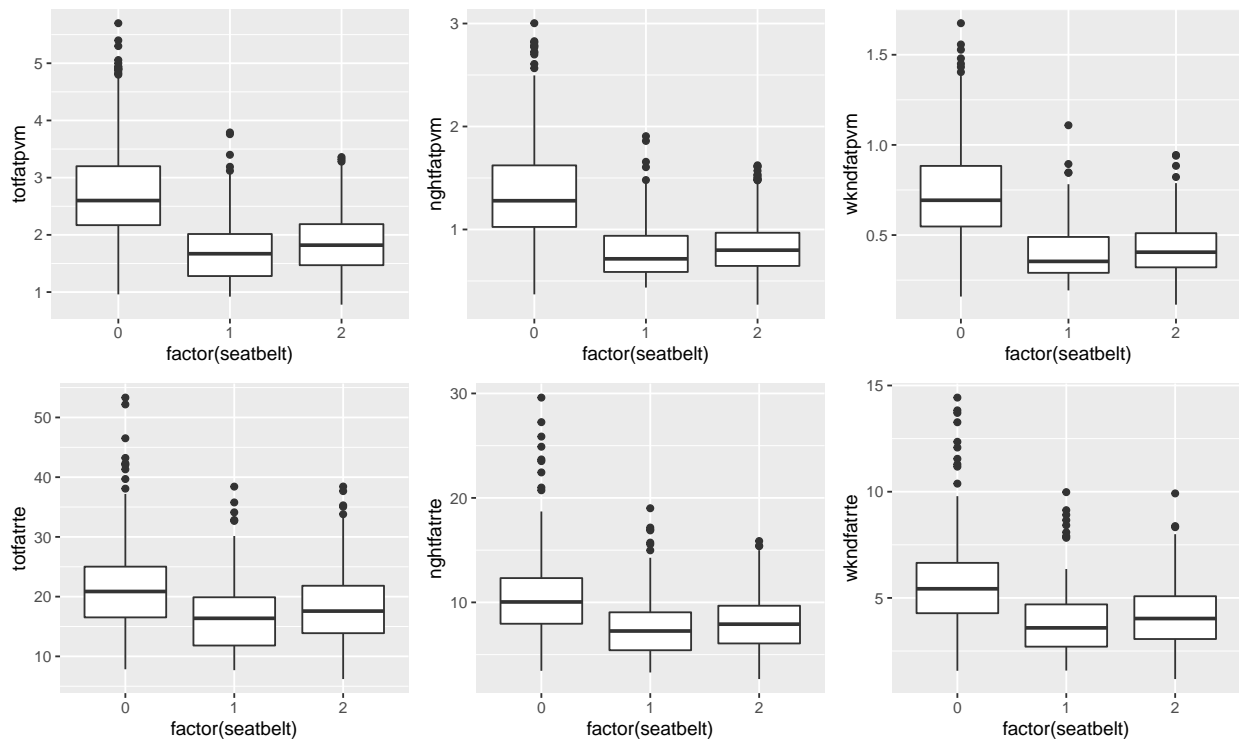 totfatpvm
5
4
3
2
1
0 1 2
factor(seatbelt)
nghtfatpvm
3
2
1
0 1 2
factor(seatbelt)
wkndfatpvm
1.5
1.0
0.5
0 1 2
factor(seatbelt)
totfatrte
50
40
30
20
10
0 1 2
factor(seatbelt)
nghtfatrte
30
20
10
0 1 2
factor(seatbelt)
wkndfatrte
15
10
5
0 1 2
factor(seatbelt)